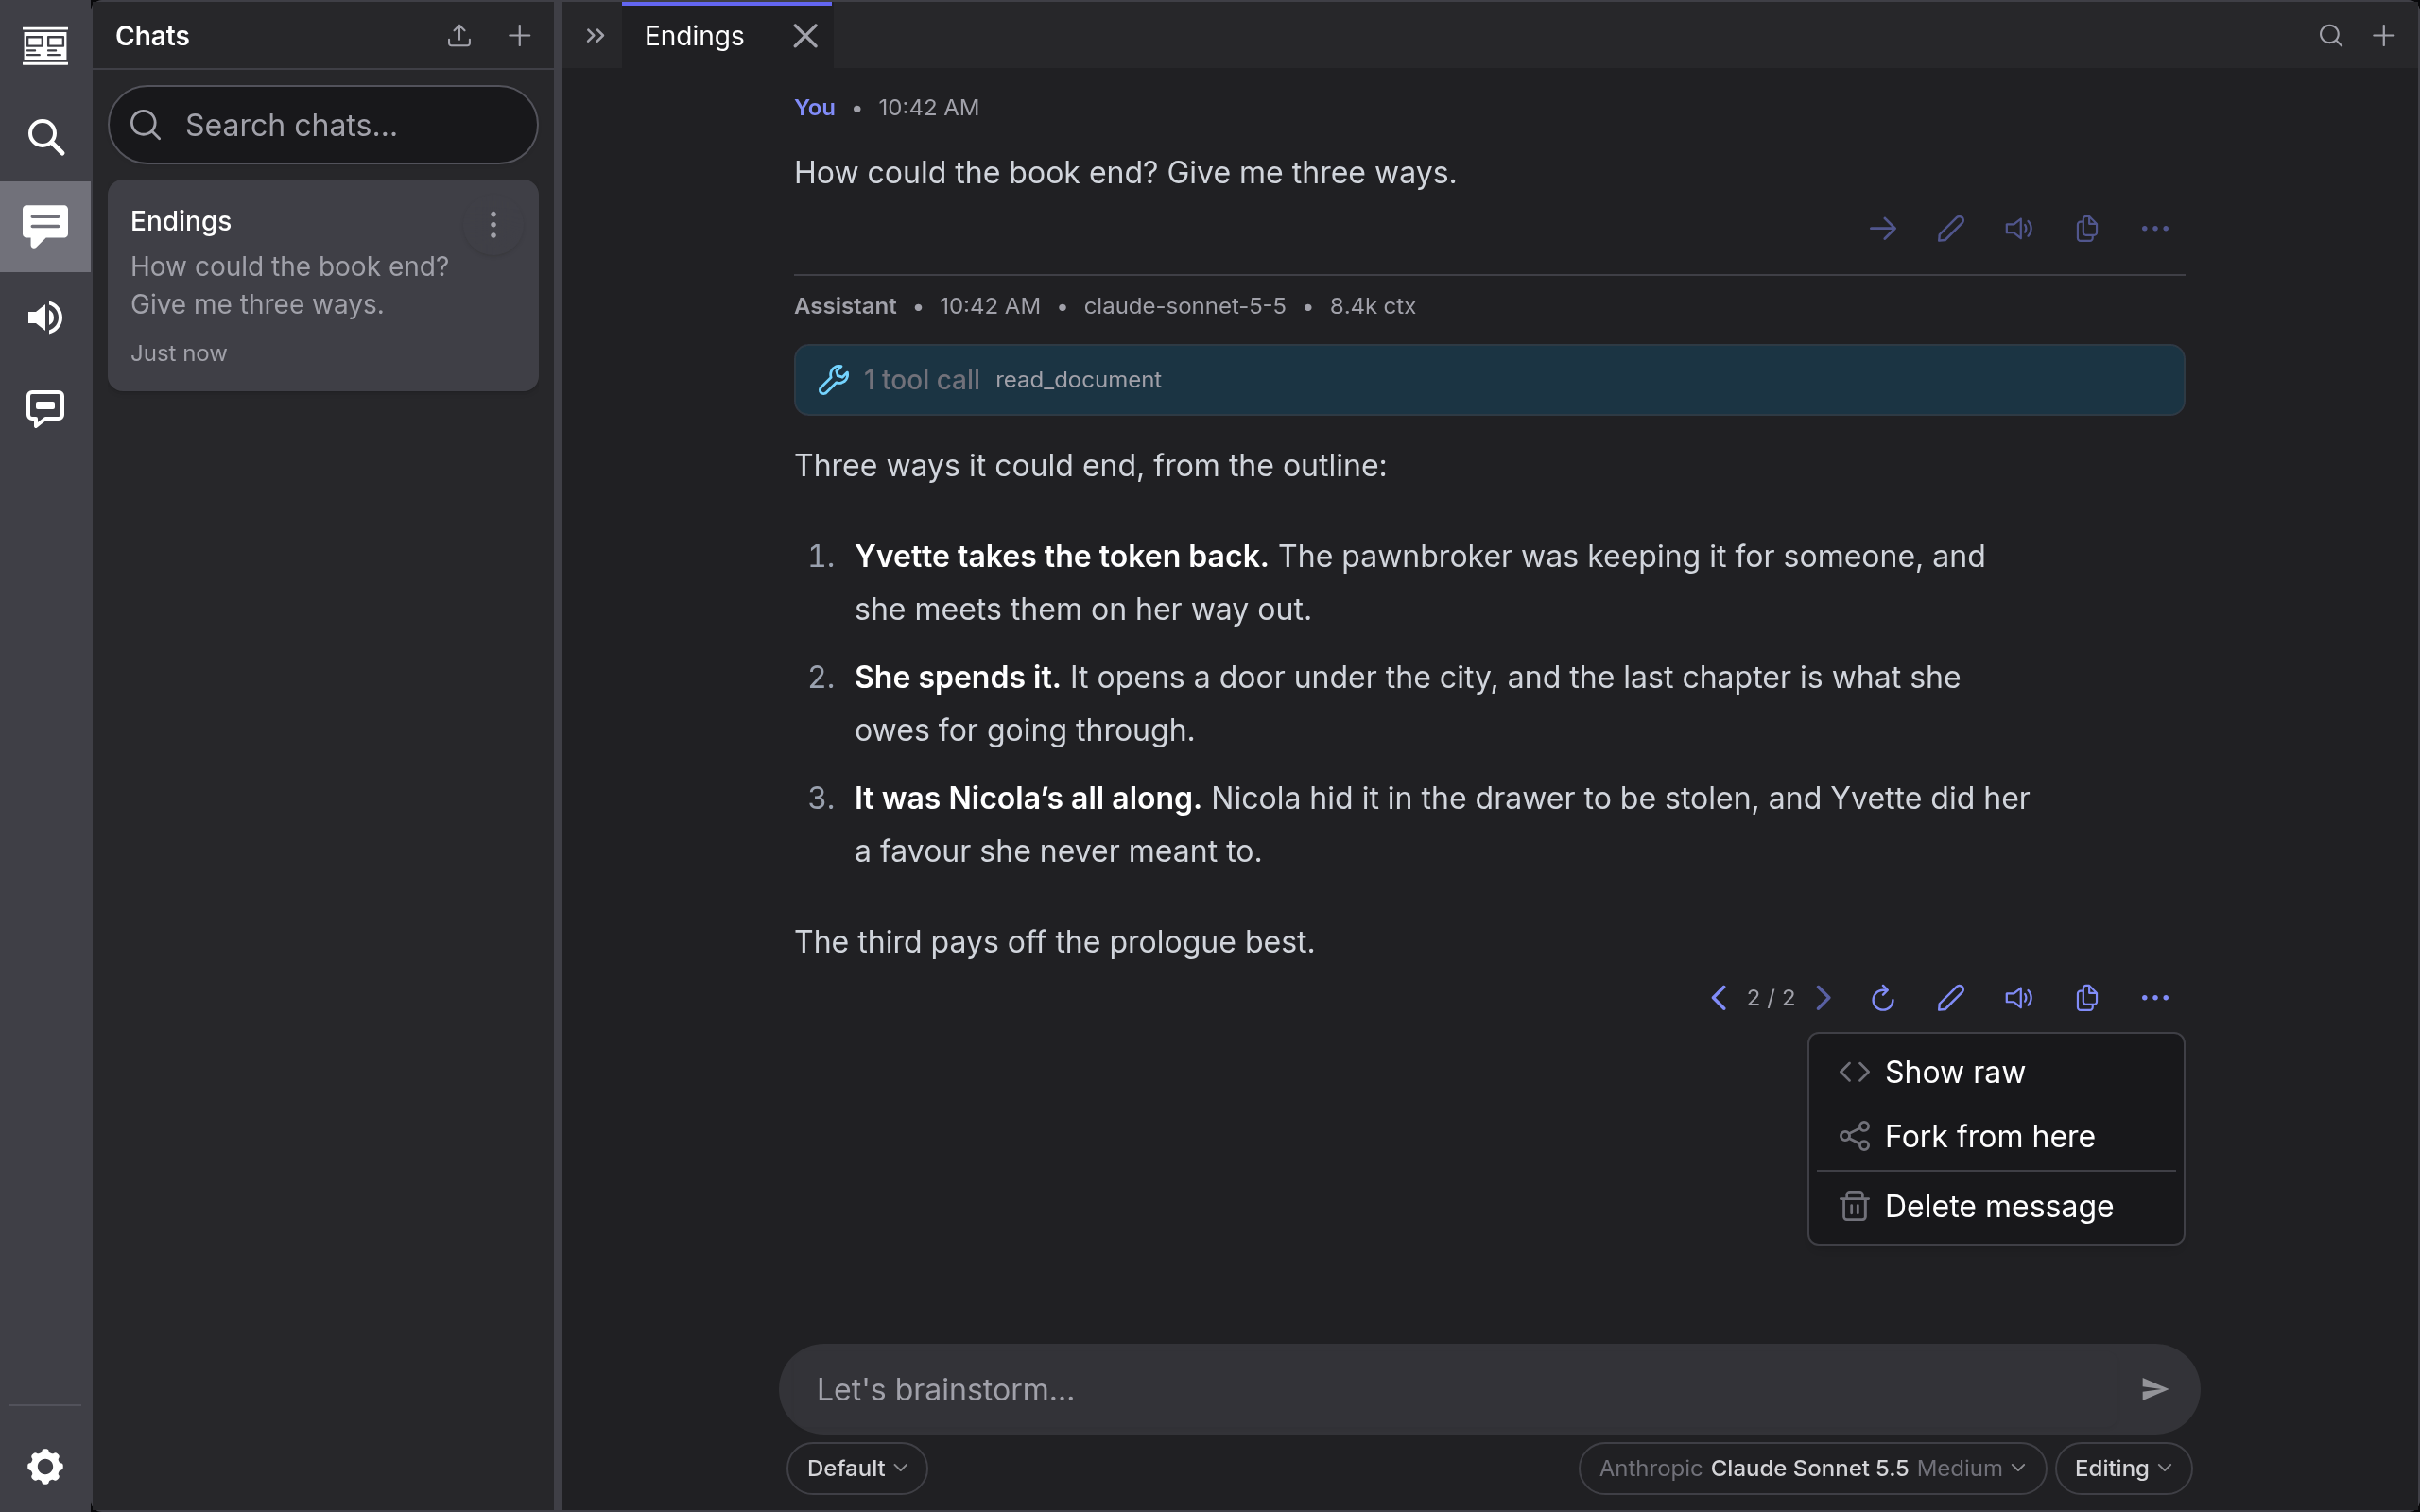 Chats
Search chats...
Endings
How could the book end?
Give me three ways.
Just now
Endings
You • 10:42 AM
How could the book end? Give me three ways.
Assistant • 10:42 AM • claude-sonnet-5-5 • 8.4k ctx
1 tool call read_document
Three ways it could end, from the outline:
1. Yvette takes the token back. The pawnbroker was keeping it for someone, and
she meets them on her way out.
2. She spends it. It opens a door under the city, and the last chapter is what she
owes for going through.
3. It was Nicola’s all along. Nicola hid it in the drawer to be stolen, and Yvette did her
a favour she never meant to.
The third pays off the prologue best.
2 / 2
Show raw
Fork from here
Delete message
Let's brainstorm...
Default
Anthropic Claude Sonnet 5.5 Medium
Editing